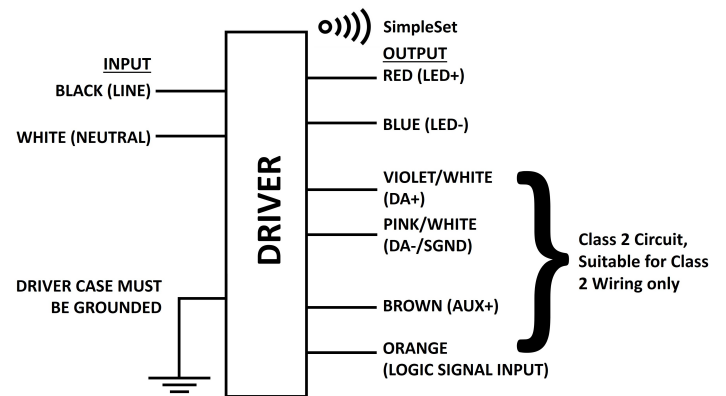 SimpleSet
INPUT
BLACK (LINE)
WHITE (NEUTRAL)
DRIVER CASE MUST
BE GROUNDED
DRIVER
OUTPUT
RED (LED+)
BLUE (LED-)
VIOLET/WHITE
(DA+)
PINK/WHITE
(DA-/SGND)
BROWN (AUX+)
ORANGE
(LOGIC SIGNAL INPUT)
Class 2 Circuit,
Suitable for Class
2 Wiring only